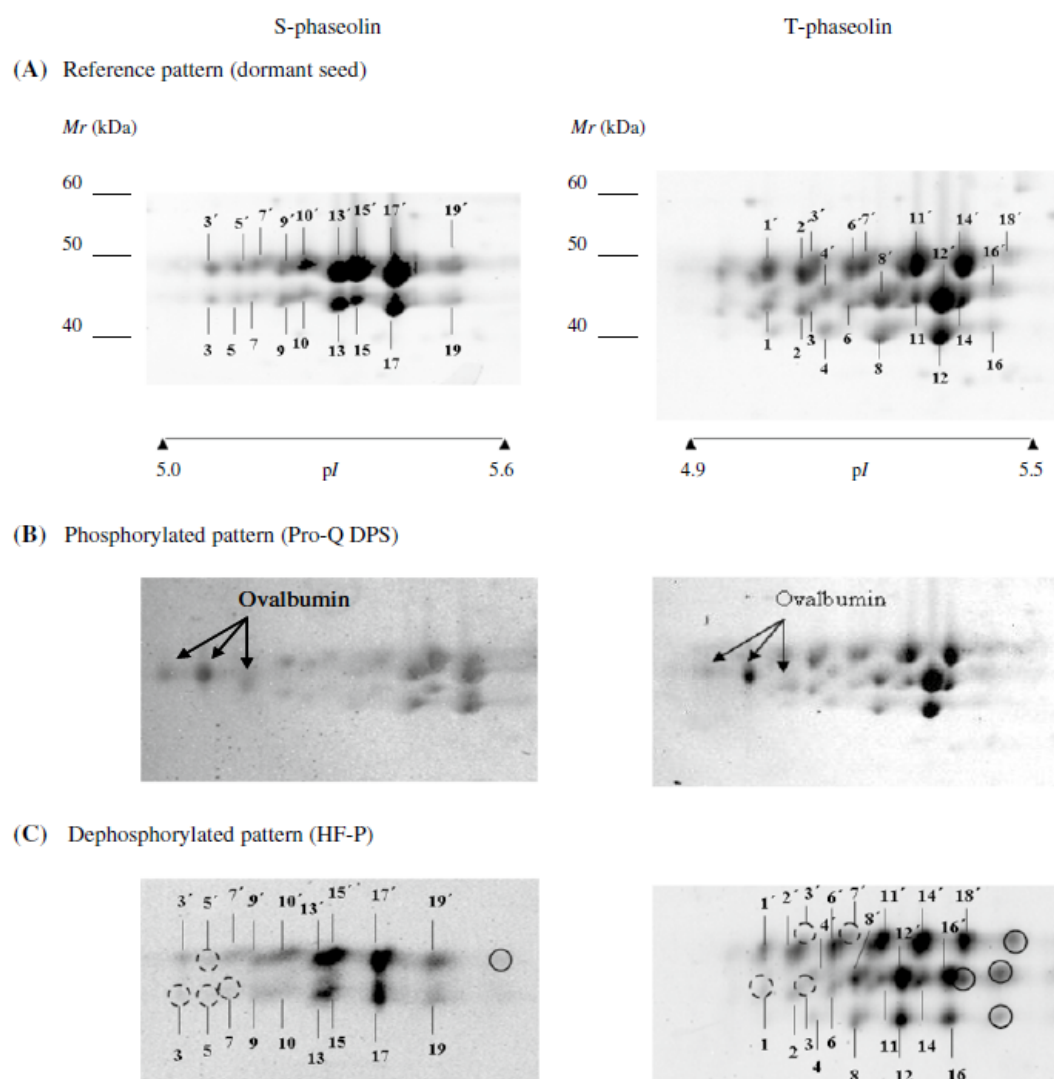 S-phaseolin T-phaseolin
(A) Reference pattern (dormant seed)
Mr (kDa) Mr (kDa)
60 60
3´ 5´ 7´ 9´ 10´ 13´ 15´ 17´ 19´
1´ 2´ 3´ 4´ 6´ 7´ 8´ 11´ 12´ 14´ 16´ 18´
50 50
40 40
3 5 7 9 10 13 15 17 19
1 2 3 4 6 8 11 12 14 16
5.0 pI 5.6 4.9 pI 5.5
(B) Phosphorylated pattern (Pro-Q DPS)
Ovalbumin Ovalbumin
(C) Dephosphorylated pattern (HF-P)
3´ 5´ 7´ 9´ 10´ 13´ 15´ 17´ 19´
1´ 2´ 3´ 4´ 6´ 7´ 8´ 11´ 12´ 14´ 16´ 18´
3 5 7 9 10 13 15 17 19
1 2 3 4 6 8 11 12 14 16